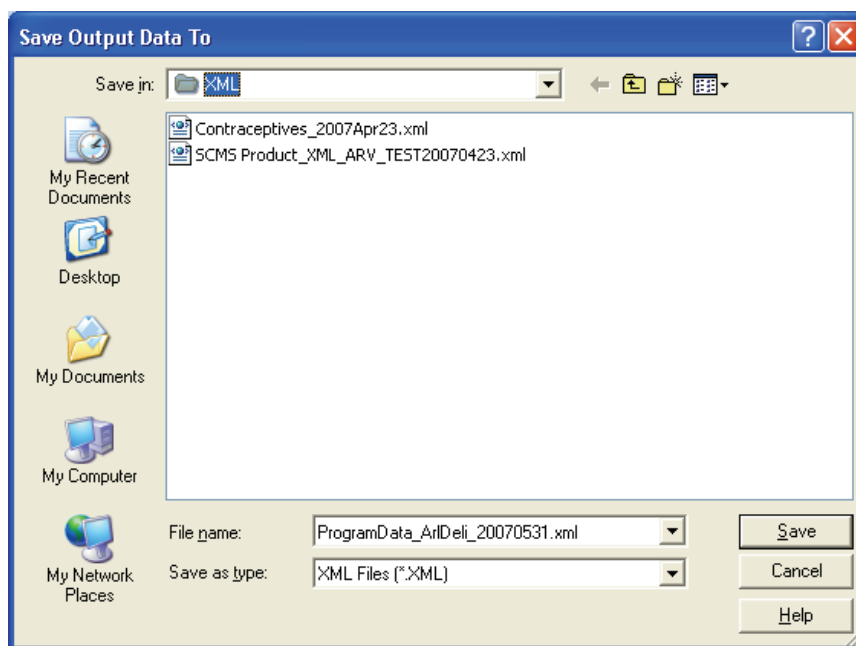 Save Output Data To
Save in: XML
Contraceptives_2007Apr23.xml
SCMS Product_XML_ARV_TEST20070423.xml
My Recent
Documents
Desktop
My Documents
My Computer
My Network
Places
File name: ProgramData_ArlDeli_20070531.xml
Save
Save as type: XML Files (*.XML)
Cancel
Help